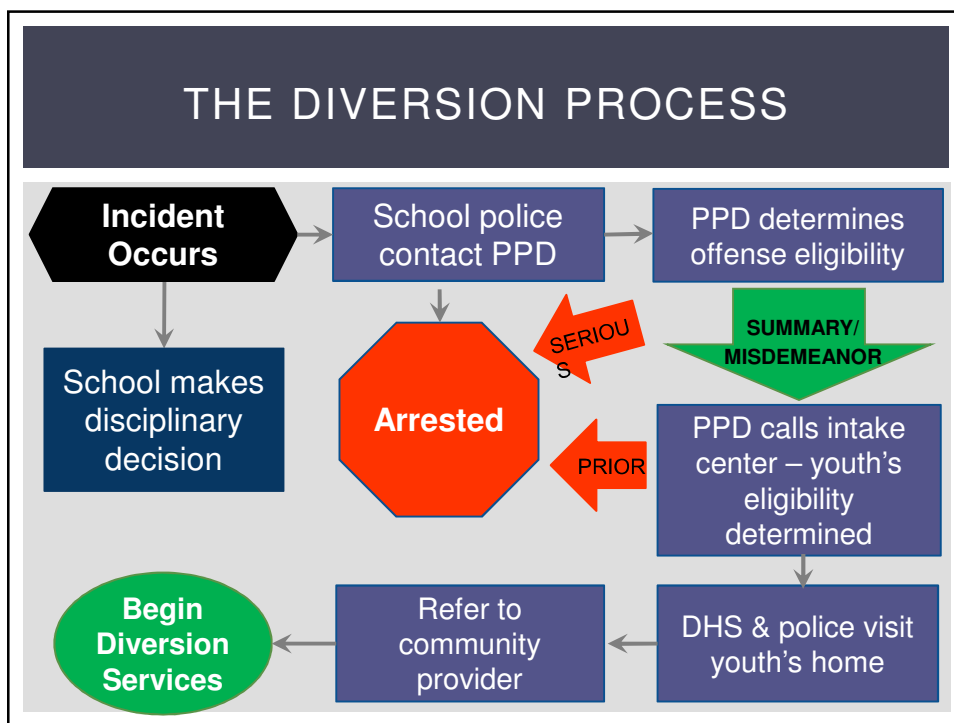 THE DIVERSION PROCESS
Incident
Occurs
School police
contact PPD
PPD determines
offense eligibility
SERIOU
S
SUMMARY/
MISDEMEANOR
School makes
disciplinary
decision
Arrested
PRIOR
PPD calls intake
center – youth’s
eligibility
determined
Begin
Diversion
Services
Refer to
community
provider
DHS & police visit
youth’s home